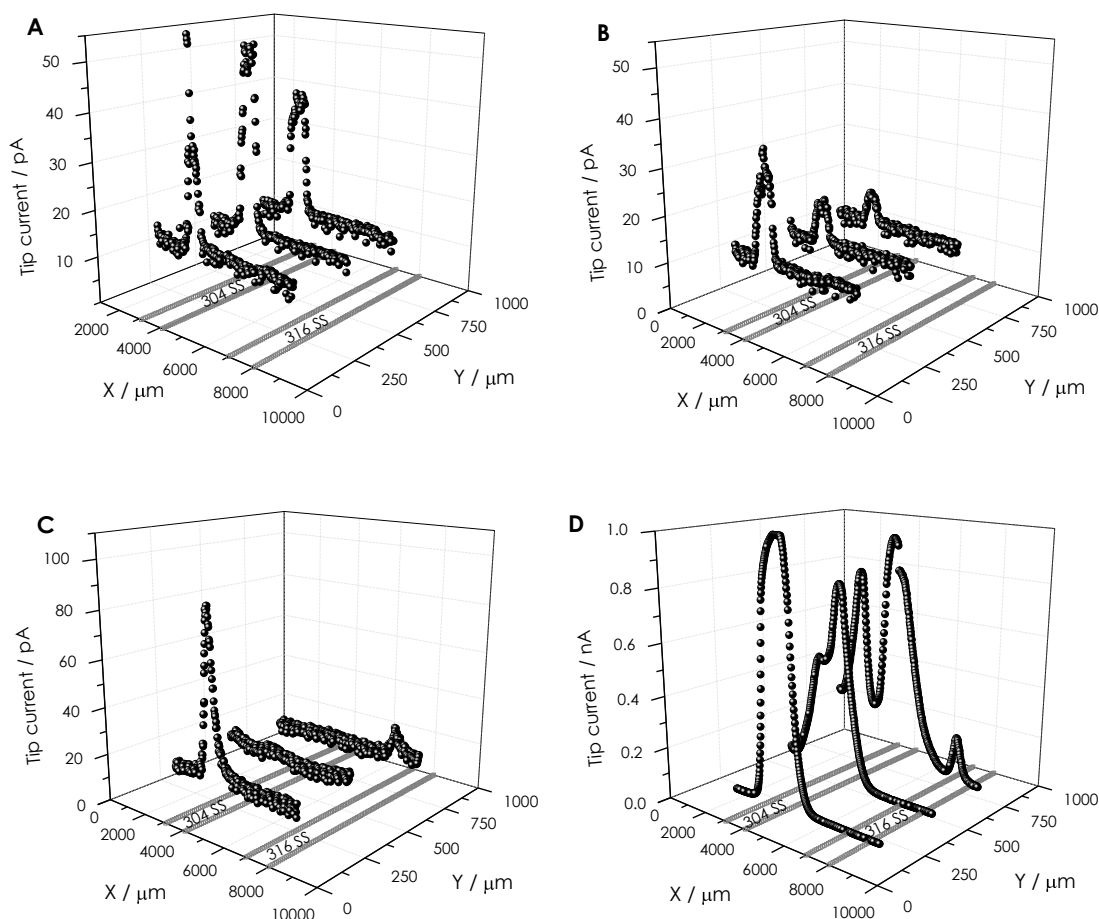 A
Tip current / pA
50
40
30
20
10
2000
4000
6000
8000
10000
X / μm
0
250
500
750
1000
Y / μm
304 SS
316 SS
B
Tip current / pA
50
40
30
20
10
0
0
2000
4000
6000
8000
10000
X / μm
0
250
500
750
1000
Y / μm
304 SS
316 SS
C
Tip current / pA
100
80
60
40
20
0
0
2000
4000
6000
8000
10000
X / μm
0
250
500
750
1000
Y / μm
304 SS
316 SS
D
Tip current / nA
1.0
0.8
0.6
0.4
0.2
0.0
0
2000
4000
6000
8000
10000
X / μm
0
250
500
750
1000
Y / μm
304 SS
316 SS